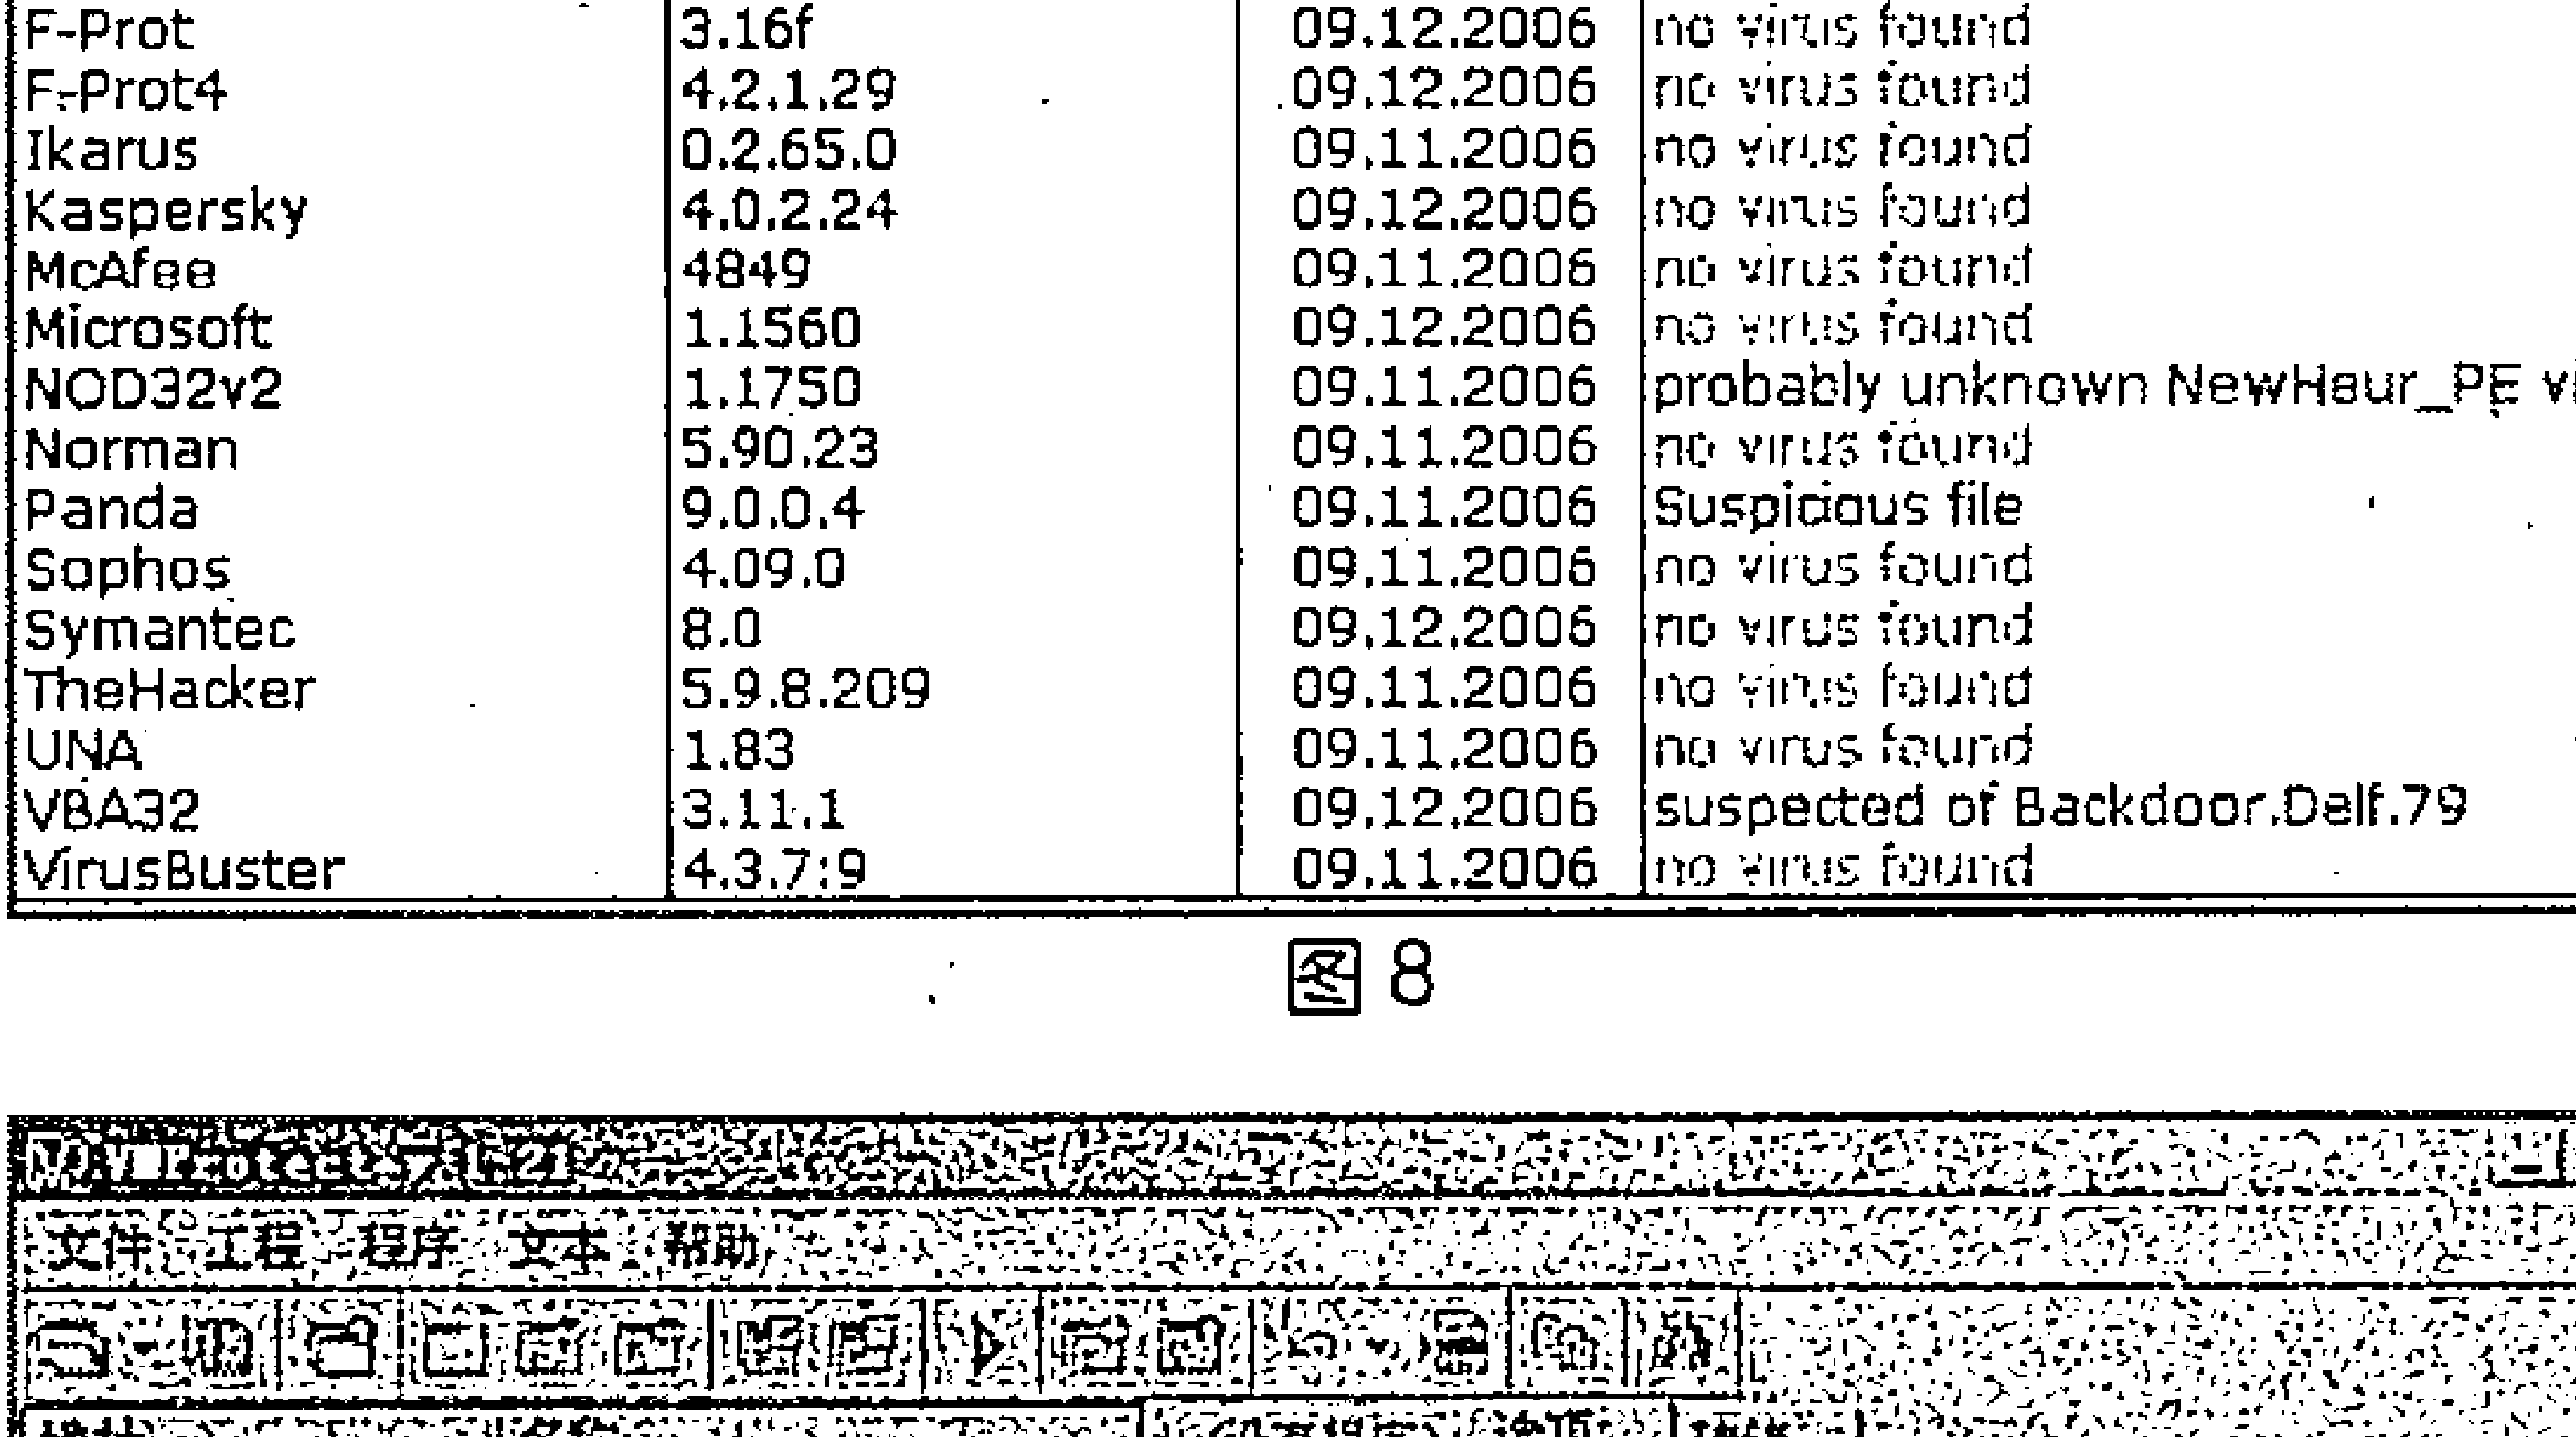 F-Prot 3.16f 09.12.2006 no virus found
F-Prot4 4.2.1.29 09.12.2006 no virus found
Ikarus 0.2.65.0 09.11.2006 no virus found
Kaspersky 4.0.2.24 09.12.2006 no virus found
McAfee 4849 09.11.2006 no virus found
Microsoft 1.1560 09.12.2006 no virus found
NOD32v2 1.1750 09.11.2006 probably unknown NewHeur_PE vi
Norman 5.90.23 09.11.2006 no virus found
Panda 9.0.0.4 09.11.2006 Suspicious file
Sophos 4.09.0 09.11.2006 no virus found
Symantec 8.0 09.12.2006 no virus found
TheHacker 5.9.8.209 09.11.2006 no virus found
UNA 1.83 09.11.2006 no virus found
VBA32 3.11.1 09.12.2006 suspected of Backdoor.Delf.79
VirusBuster 4.3.7:9 09.11.2006 no virus found
图 8
文件 工程 程序 文本 帮助